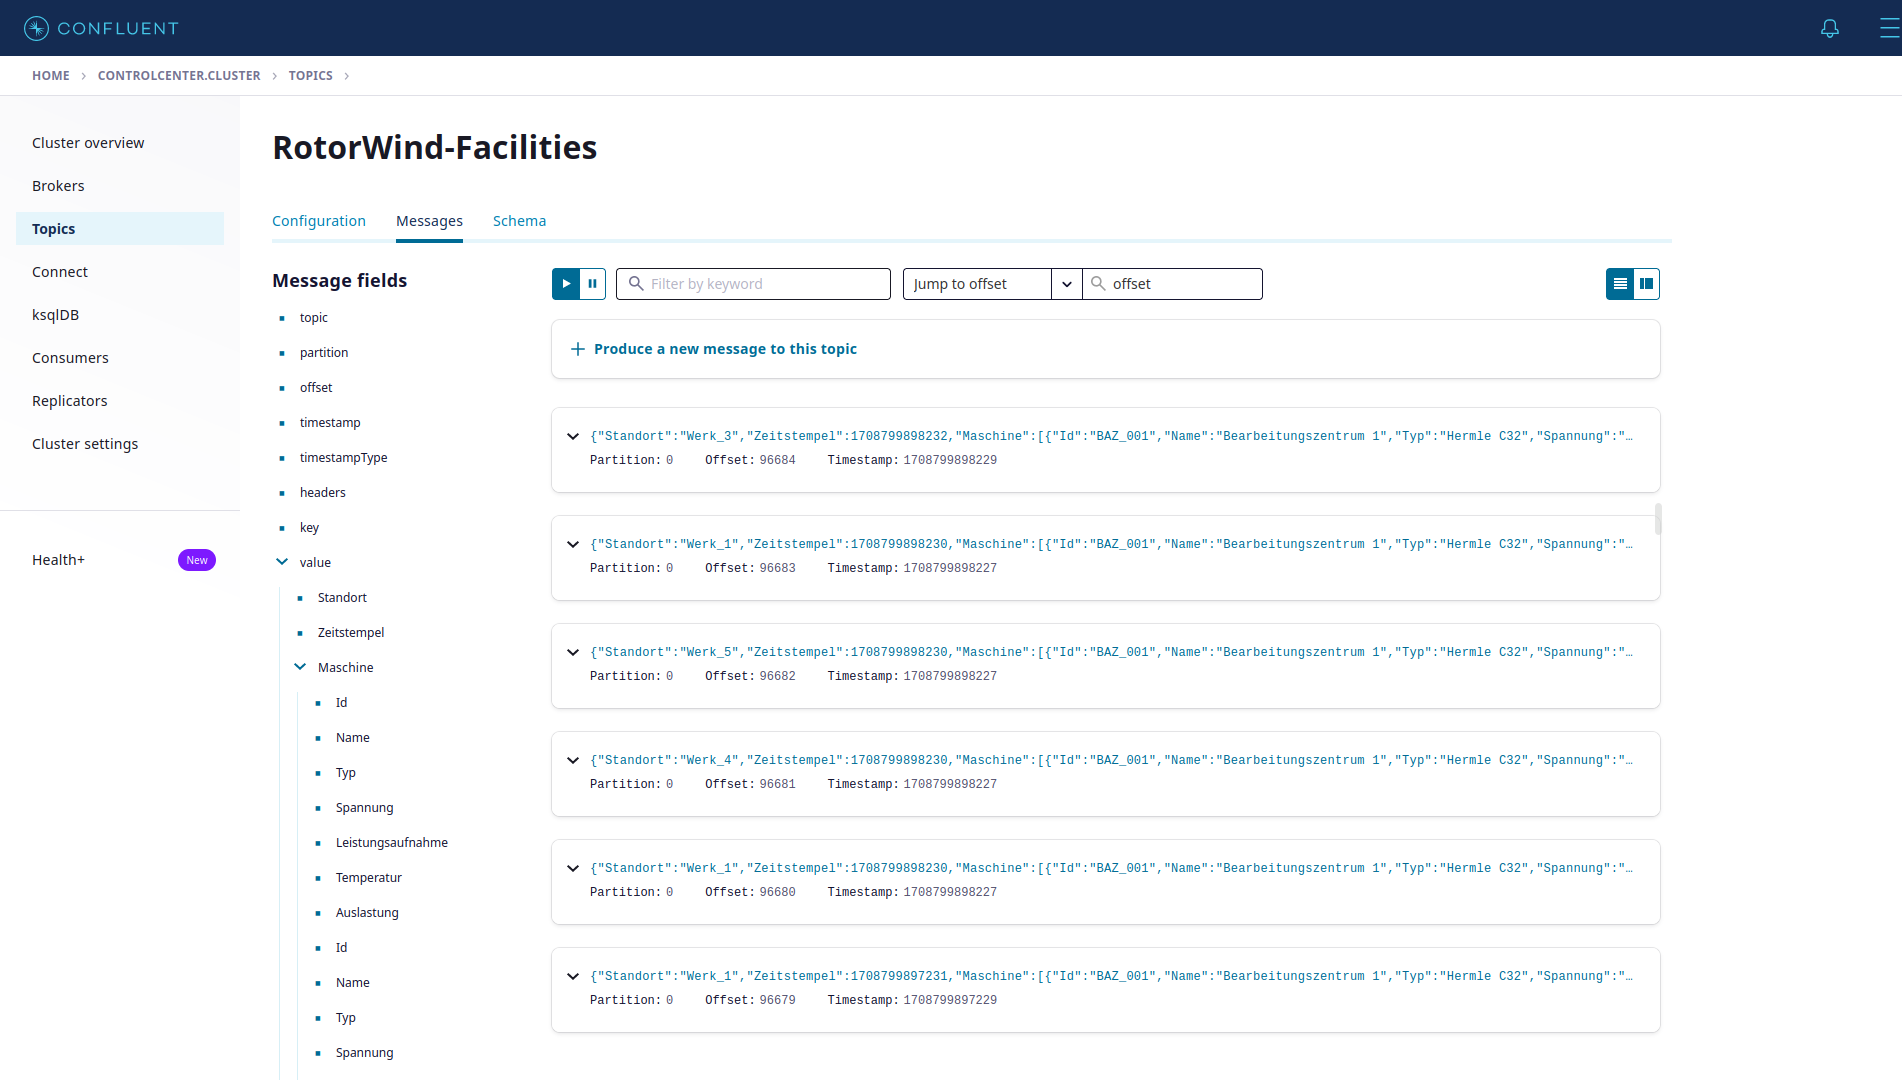 CONFLUENT
HOME > CONTROLCENTER.CLUSTER > TOPICS >
Cluster overview
Brokers
Topics
Connect
ksqlDB
Consumers
Replicators
Cluster settings
Health+ New
RotorWind-Facilities
Configuration Messages Schema
Message fields
topic
partition
offset
timestamp
timestampType
headers
key
value
Standort
Zeitstempel
Maschine
Id
Name
Typ
Spannung
Leistungsaufnahme
Temperatur
Auslastung
Id
Name
Typ
Spannung
Filter by keyword Jump to offset offset
Produce a new message to this topic
{"Standort":"Werk_3","Zeitstempel":1708799898232,"Maschine":[{"Id":"BAZ_001","Name":"Bearbeitungszentrum 1","Typ":"Hermle C32","Spannung":"…
Partition: 0 Offset: 96684 Timestamp: 1708799898229
{"Standort":"Werk_1","Zeitstempel":1708799898230,"Maschine":[{"Id":"BAZ_001","Name":"Bearbeitungszentrum 1","Typ":"Hermle C32","Spannung":"…
Partition: 0 Offset: 96683 Timestamp: 1708799898227
{"Standort":"Werk_5","Zeitstempel":1708799898230,"Maschine":[{"Id":"BAZ_001","Name":"Bearbeitungszentrum 1","Typ":"Hermle C32","Spannung":"…
Partition: 0 Offset: 96682 Timestamp: 1708799898227
{"Standort":"Werk_4","Zeitstempel":1708799898230,"Maschine":[{"Id":"BAZ_001","Name":"Bearbeitungszentrum 1","Typ":"Hermle C32","Spannung":"…
Partition: 0 Offset: 96681 Timestamp: 1708799898227
{"Standort":"Werk_1","Zeitstempel":1708799898230,"Maschine":[{"Id":"BAZ_001","Name":"Bearbeitungszentrum 1","Typ":"Hermle C32","Spannung":"…
Partition: 0 Offset: 96680 Timestamp: 1708799898227
{"Standort":"Werk_1","Zeitstempel":1708799897231,"Maschine":[{"Id":"BAZ_001","Name":"Bearbeitungszentrum 1","Typ":"Hermle C32","Spannung":"…
Partition: 0 Offset: 96679 Timestamp: 1708799897229